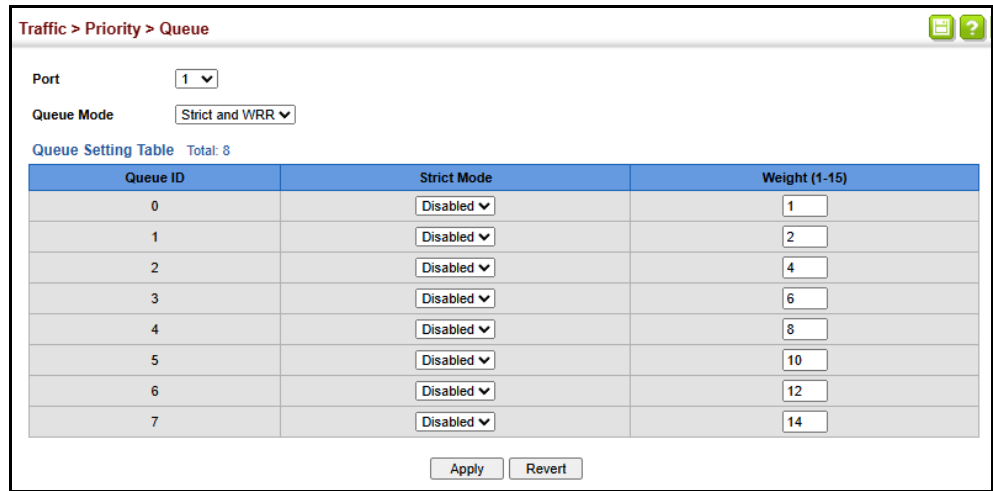 Traffic > Priority > Queue
?
Port 1
Queue Mode Strict and WRR
Queue Setting Table Total: 8
Queue ID Strict Mode Weight (1-15)
0 Disabled 1
1 Disabled 2
2 Disabled 4
3 Disabled 6
4 Disabled 8
5 Disabled 10
6 Disabled 12
7 Disabled 14
Apply Revert